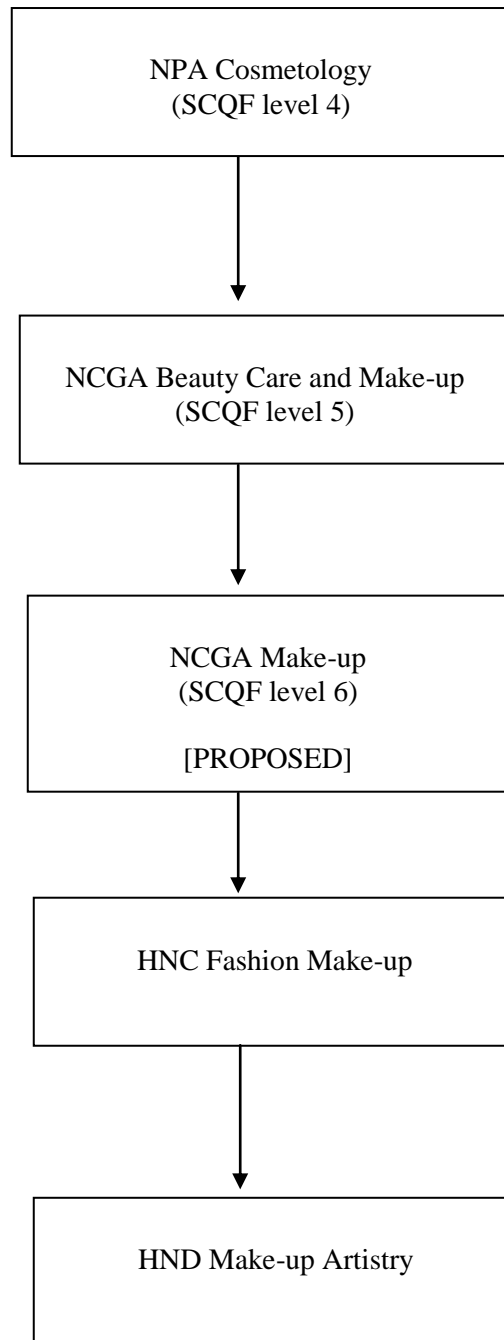 NPA Cosmetology
(SCQF level 4)
NCGA Beauty Care and Make-up
(SCQF level 5)
NCGA Make-up
(SCQF level 6)
[PROPOSED]
HNC Fashion Make-up
HND Make-up Artistry